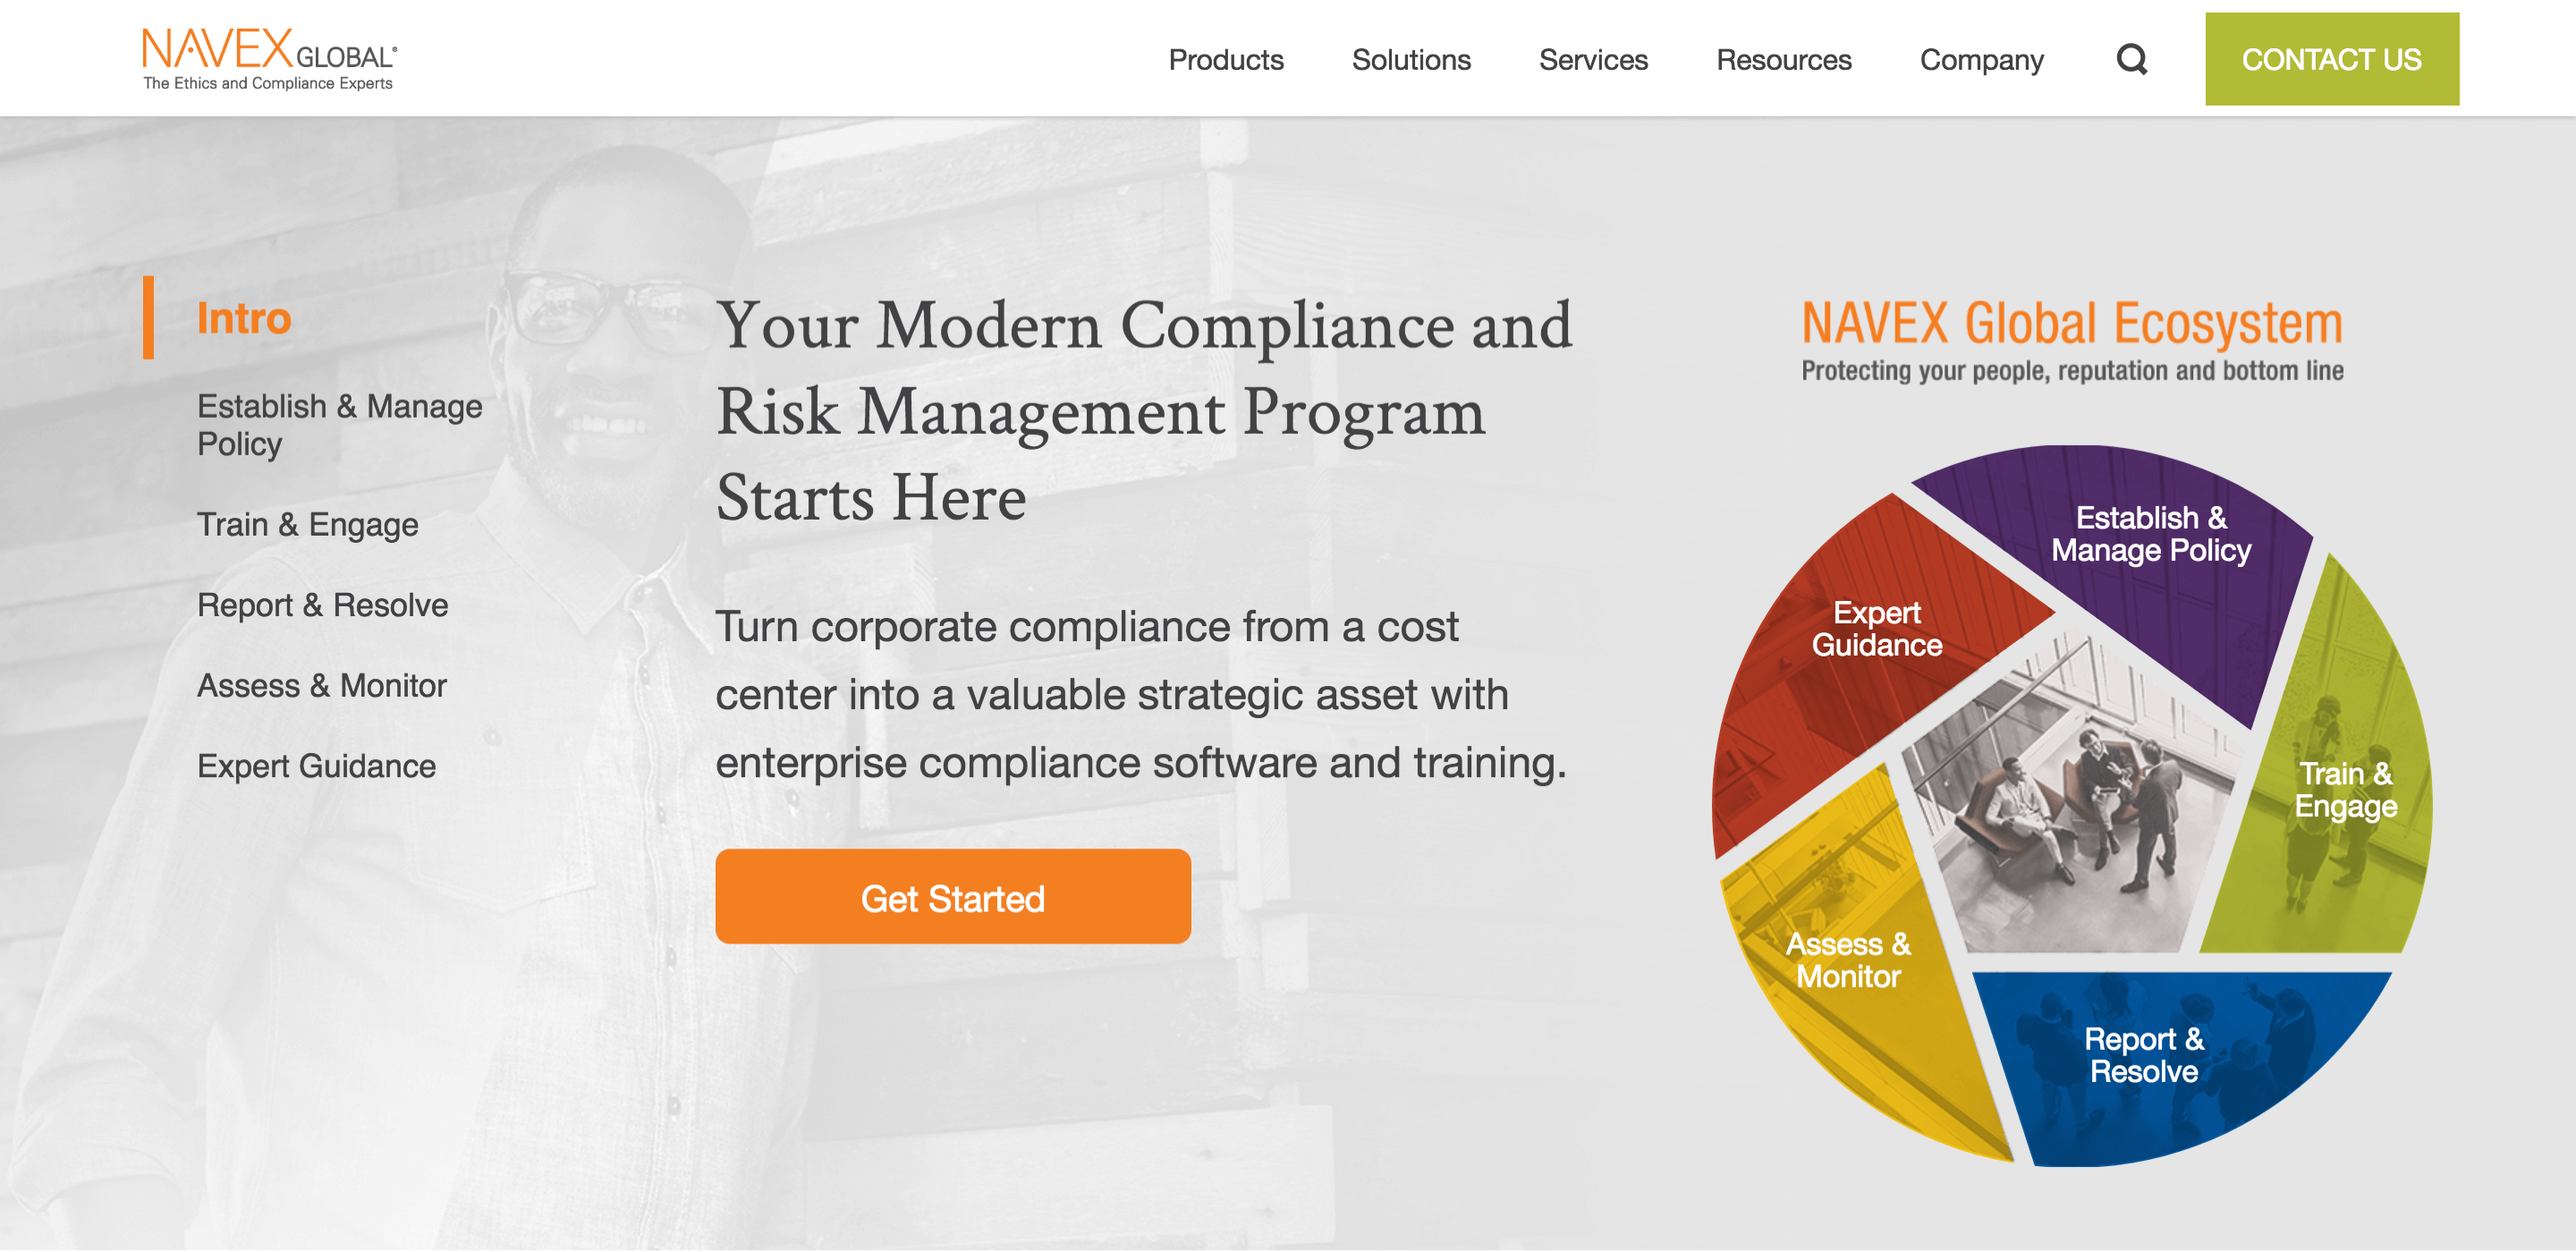 NAVEX GLOBAL®
The Ethics and Compliance Experts
Products
Solutions
Services
Resources
Company
CONTACT US
Intro
Establish & Manage
Policy
Train & Engage
Report & Resolve
Assess & Monitor
Expert Guidance
Your Modern Compliance and
Risk Management Program
Starts Here
Turn corporate compliance from a cost
center into a valuable strategic asset with
enterprise compliance software and training.
Get Started
NAVEX Global Ecosystem
Protecting your people, reputation and bottom line
Establish &
Manage Policy
Expert
Guidance
Train &
Engage
Assess &
Monitor
Report &
Resolve